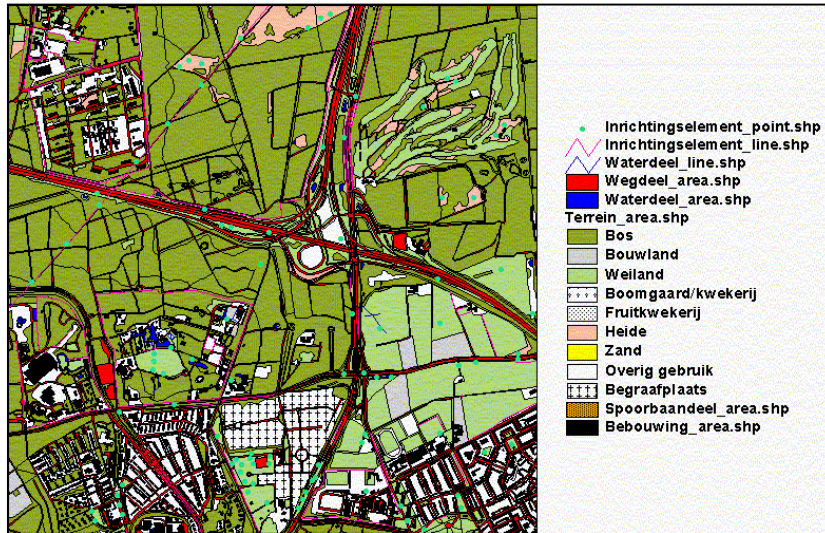 Inrichtingselement_point.shp
Inrichtingselement_line.shp
Waterdeel_line.shp
Wegdeel_area.shp
Waterdeel_area.shp
Terrein_area.shp
Bos
Bouwland
Weiland
Boomgaard/kwekerij
Fruitkwekerij
Heide
Zand
Overig gebruik
Begraafplaats
Spoorbaandeel_area.shp
Bebouwing_area.shp